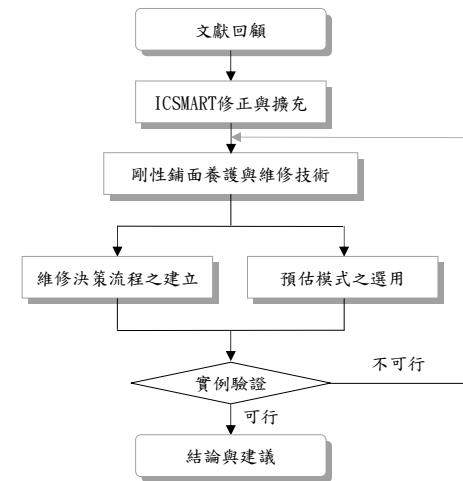 文獻回顧
ICSMART修正與擴充
剛性鋪面養護與維修技術
維修決策流程之建立
預估模式之選用
實例驗證
不可行
可行
結論與建議